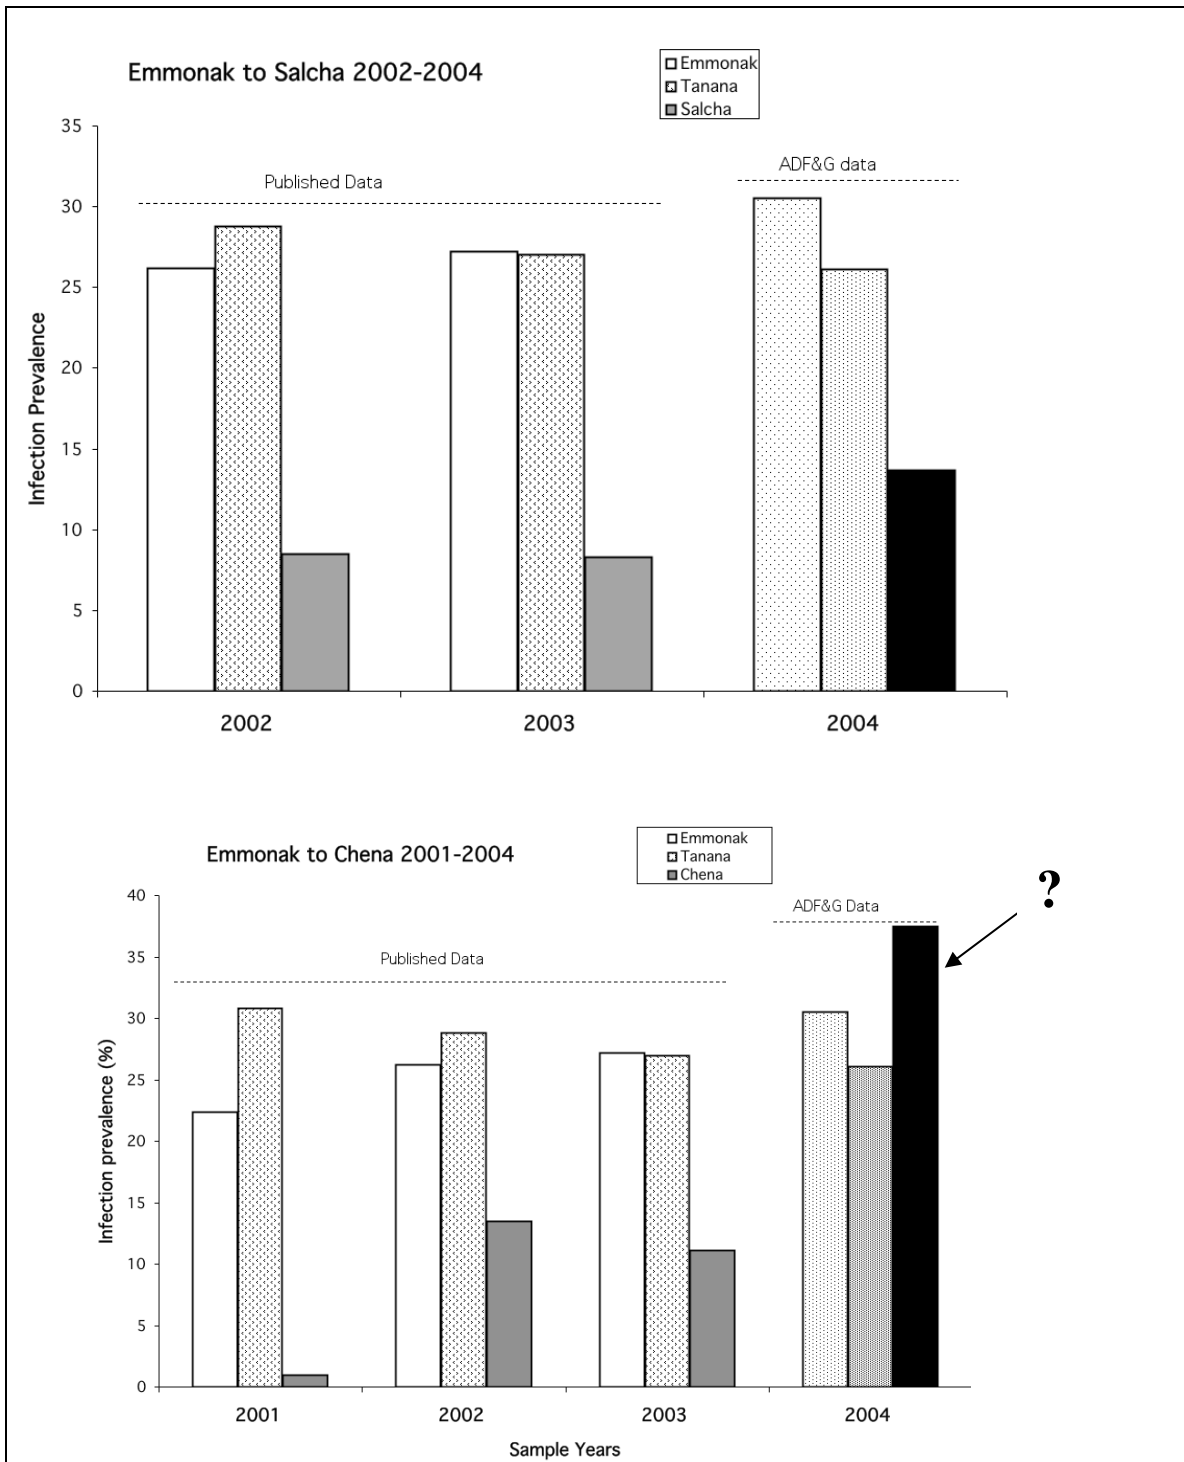 Emmonak to Salcha 2002-2004
Emmonak
Tanana
Salcha
Published Data
ADF&G data
Infection Prevalence
35
30
25
20
15
10
5
0
2002
2003
2004
Emmonak to Chena 2001-2004
Emmonak
Tanana
Chena
?
ADF&G Data
Published Data
Infection prevalence (%)
40
35
30
25
20
15
10
5
0
2001
2002
2003
2004
Sample Years